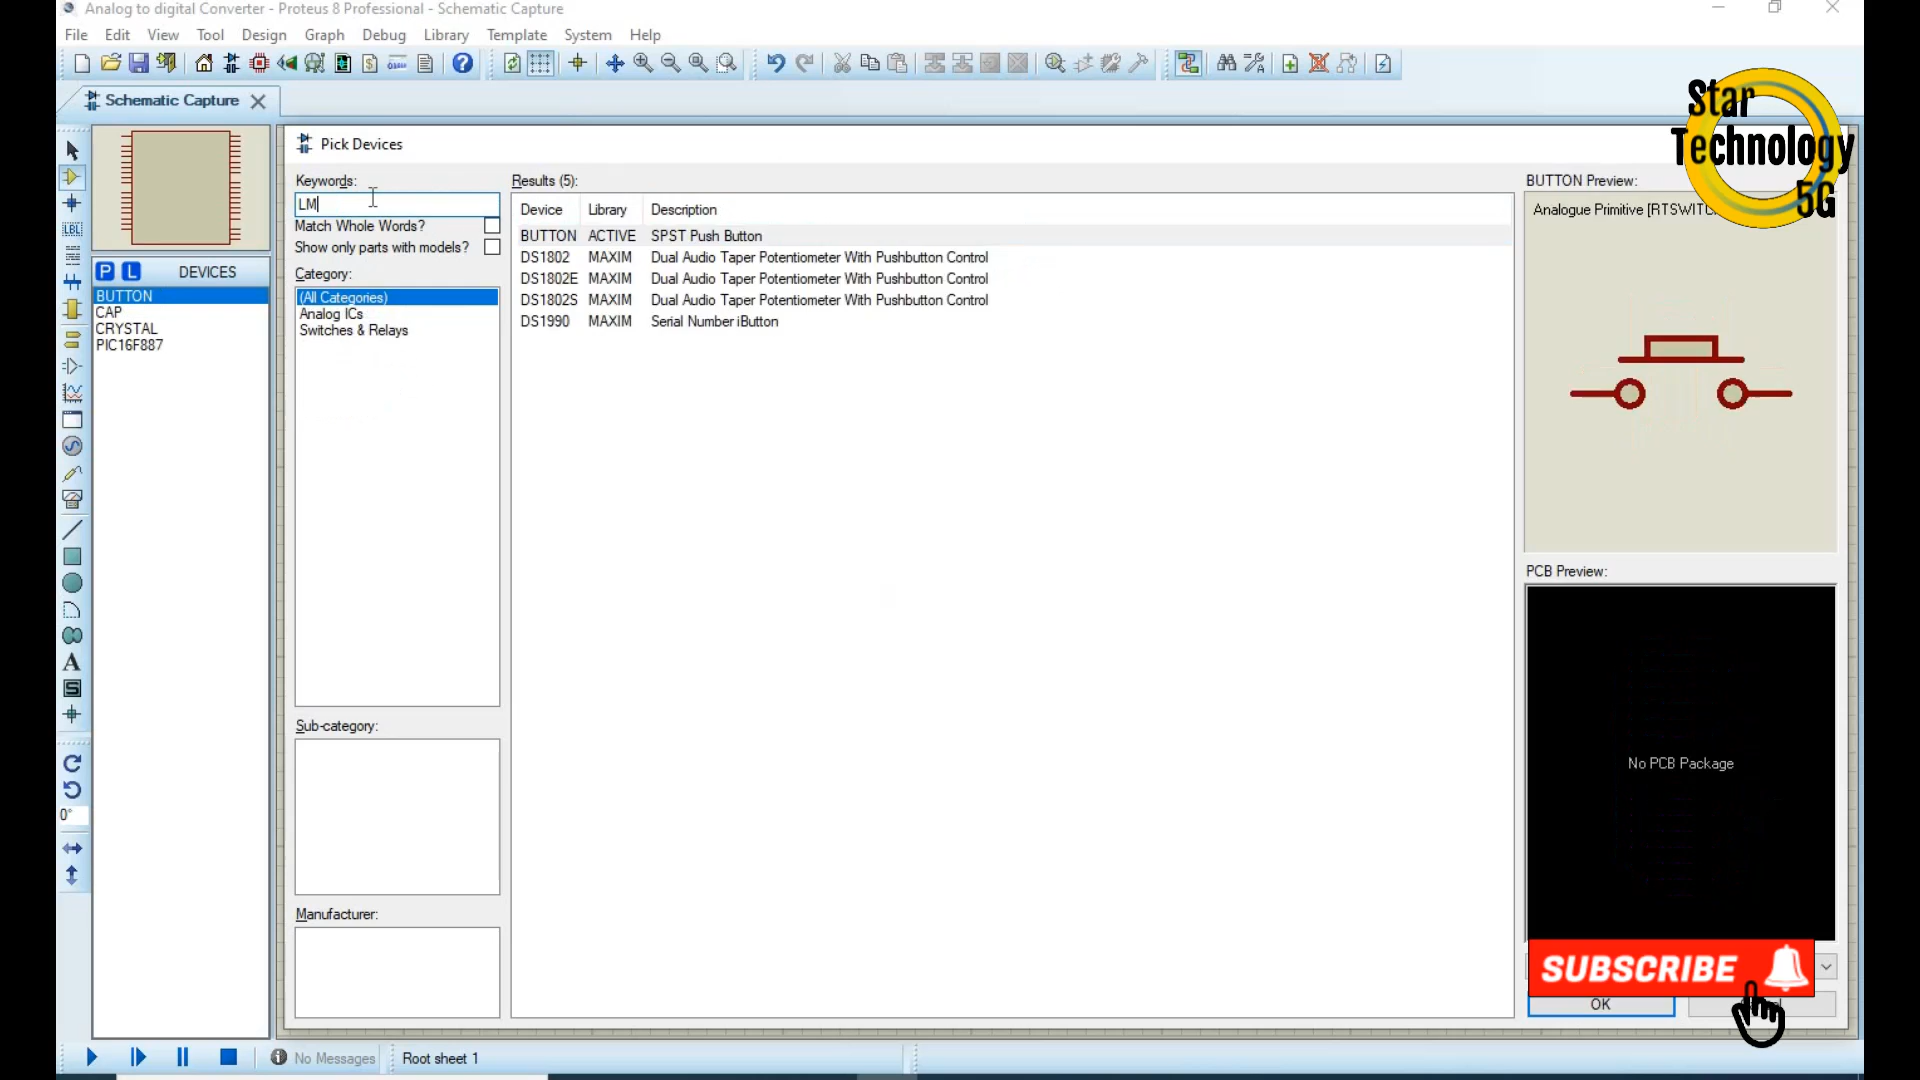 Analog to digital Converter - Proteus 8 Professional - Schematic Capture
File Edit View Tool Design Graph Debug Library Template System Help
Schematic Capture
Star
Technology
5G
Pick Devices
Keywords:
LM
Match Whole Words?
Show only parts with models?
Category:
(All Categories)
Analog ICs
Switches & Relays
Sub-category:
Manufacturer:
Results (5):
Device Library Description
BUTTON ACTIVE SPST Push Button
DS1802 MAXIM Dual Audio Taper Potentiometer With Pushbutton Control
DS1802E MAXIM Dual Audio Taper Potentiometer With Pushbutton Control
DS1802S MAXIM Dual Audio Taper Potentiometer With Pushbutton Control
DS1990 MAXIM Serial Number iButton
BUTTON Preview:
Analogue Primitive
PCB Preview:
No PCB Package
SUBSCRIBE
OK
P L DEVICES
BUTTON
CAP
CRYSTAL
PIC16F887
LBL
A
S
0°
No Messages
Root sheet 1